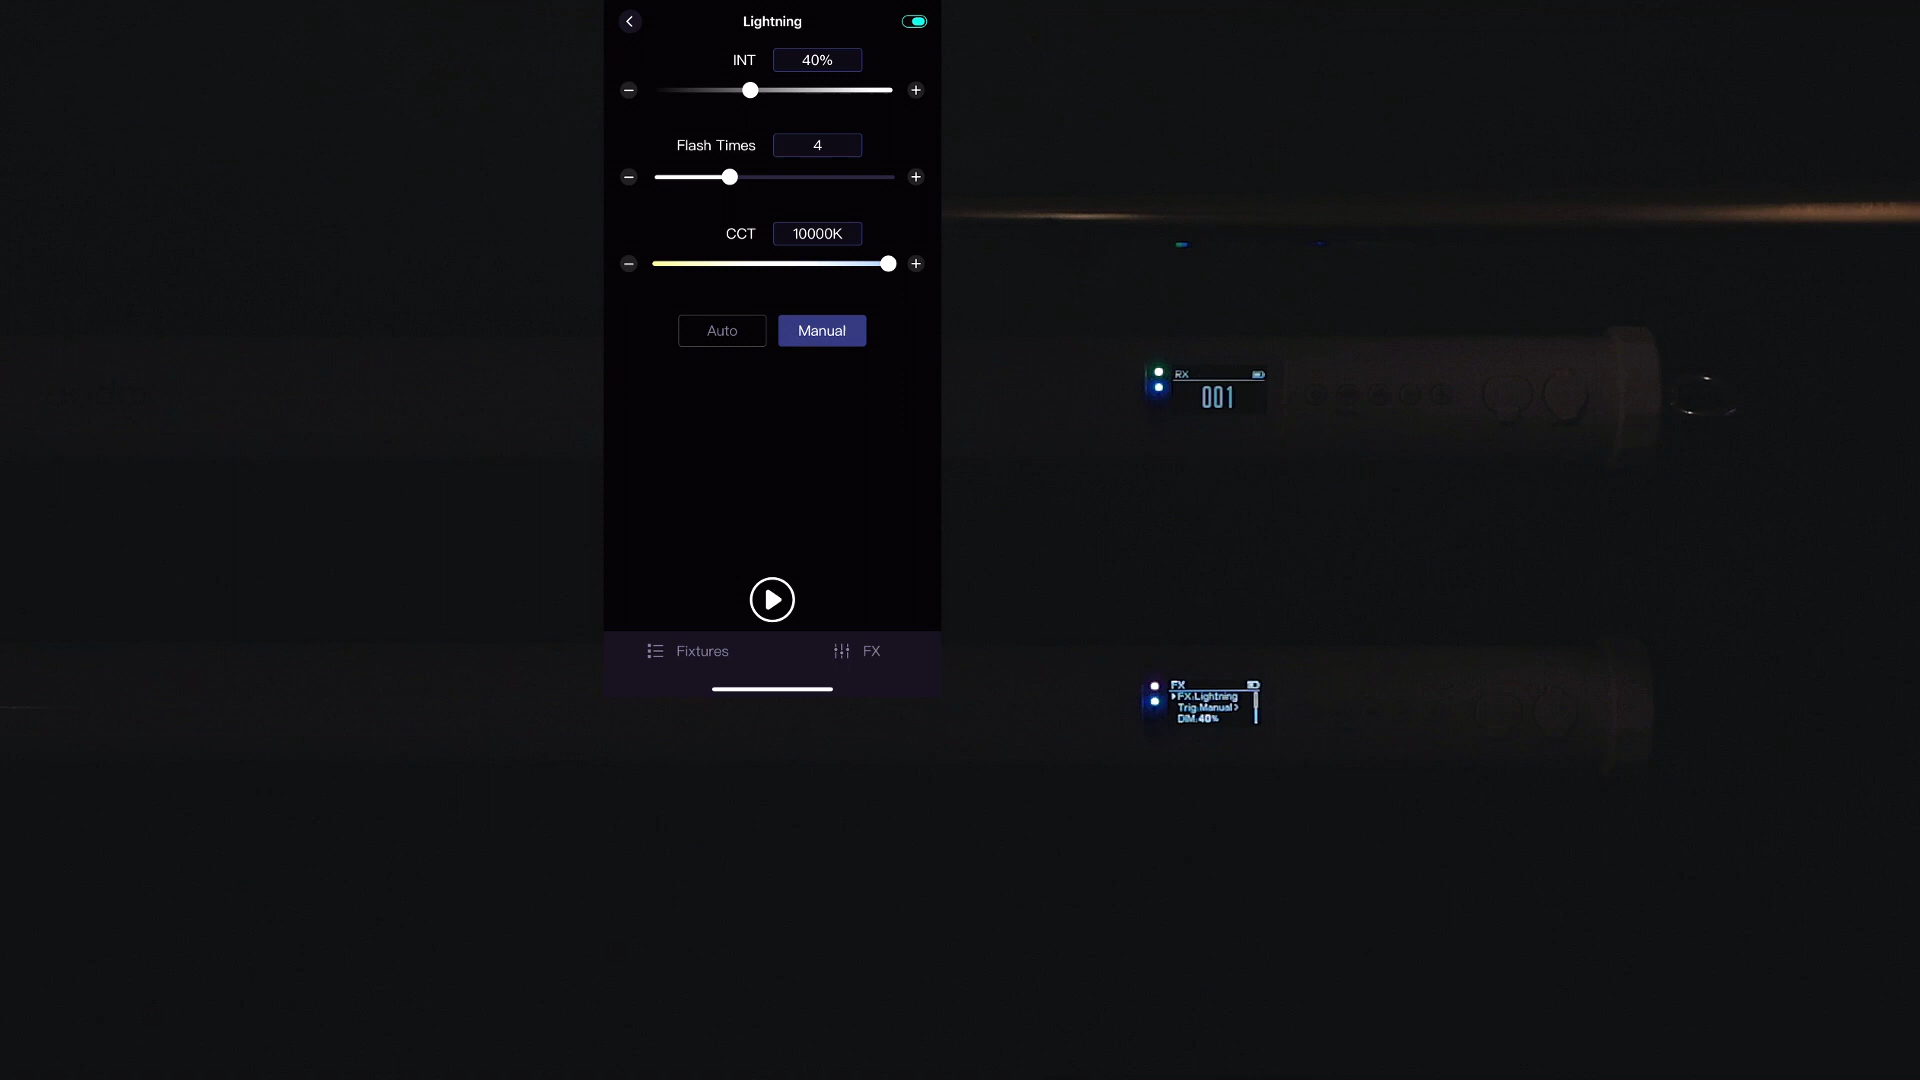 Lightning
INT 40%
Flash Times 4
CCT 10000K
Auto Manual
Fixtures FX
RX
001
FX
FX:Lightning
Trig:Manual>
DIM:40%